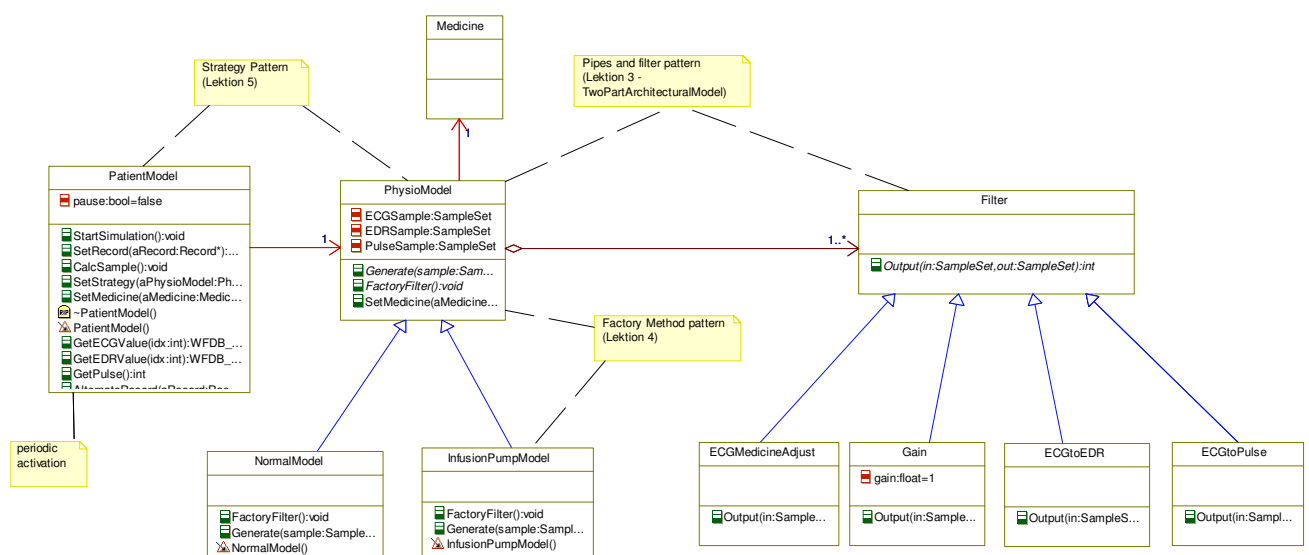 Medicine
Strategy Pattern
(Lektion 5)
Pipes and filter pattern
(Lektion 3 -
TwoPartArchitecturalModel)
1
PatientModel
pause:bool=false
StartSimulation():void
SetRecord(aRecord:Record*):...
CalcSample():void
SetStrategy(aPhysioModel:Ph...
SetMedicine(aMedicine:Medic...
~PatientModel()
PatientModel()
GetECGValue(idx:int):WFDB_...
GetEDRValue(idx:int):WFDB_...
GetPulse():int
1
PhysioModel
ECGSample:SampleSet
EDRSample:SampleSet
PulseSample:SampleSet
Generate(sample:Sam...
FactoryFilter():void
SetMedicine(aMedicine...
1..*
Filter
Output(in:SampleSet,out:SampleSet):int
Factory Method pattern
(Lektion 4)
periodic
activation
NormalModel
FactoryFilter():void
Generate(sample:Sample...
NormalModel()
InfusionPumpModel
FactoryFilter():void
Generate(sample:Sampl...
InfusionPumpModel()
ECGMedicineAdjust
Output(in:Sample...
Gain
gain:float=1
Output(in:Sample...
ECGtoEDR
Output(in:SampleS...
ECGtoPulse
Output(in:Sampl...